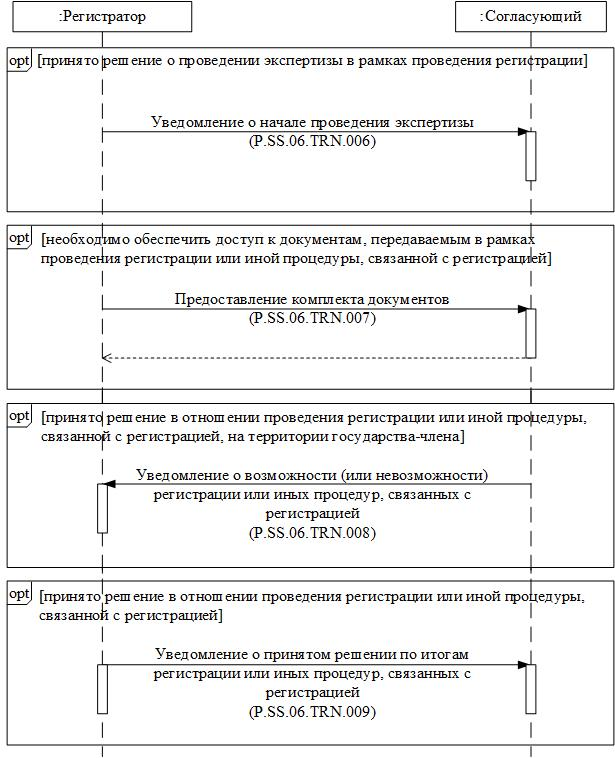 :Регистратор
:Согласующий
opt [принято решение о проведении экспертизы в рамках проведения регистрации]
Уведомление о начале проведения экспертизы
(P.SS.06.TRN.006)
opt [необходимо обеспечить доступ к документам, передаваемым в рамках
проведения регистрации или иной процедуры, связанной с регистрацией]
Предоставление комплекта документов
(P.SS.06.TRN.007)
opt [принято решение в отношении проведения регистрации или иной процедуры,
связанной с регистрацией, на территории государства-члена]
Уведомление о возможности (или невозможности)
регистрации или иных процедур, связанных с
регистрацией
(P.SS.06.TRN.008)
opt [принято решение в отношении проведения регистрации или иной процедуры,
связанной с регистрацией]
Уведомление о принятом решении по итогам
регистрации или иных процедур, связанных с
регистрацией
(P.SS.06.TRN.009)